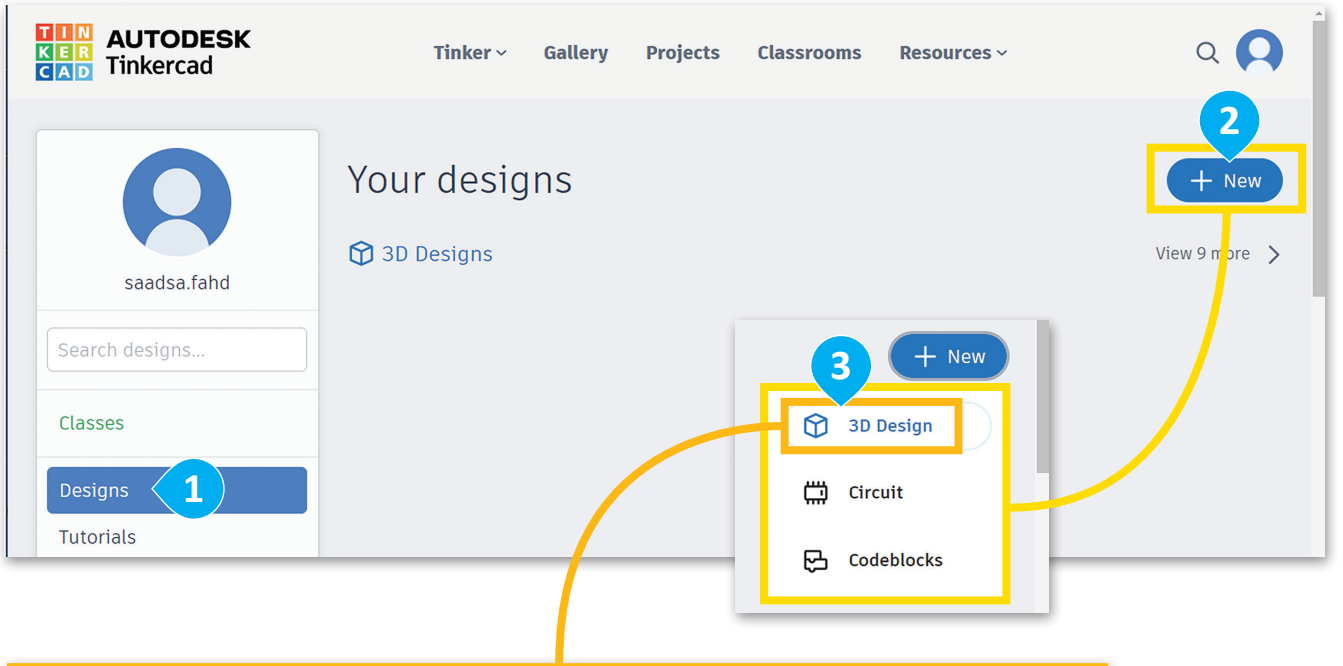 TIN
KER
CAD
AUTODESK
Tinkercad
Tinker
Gallery
Projects
Classrooms
Resources
2
Your designs
+ New
3D Designs
View 9 more
saadsa.fahd
Search designs...
Classes
Designs
1
Tutorials
+ New
3
3D Design
Circuit
Codeblocks